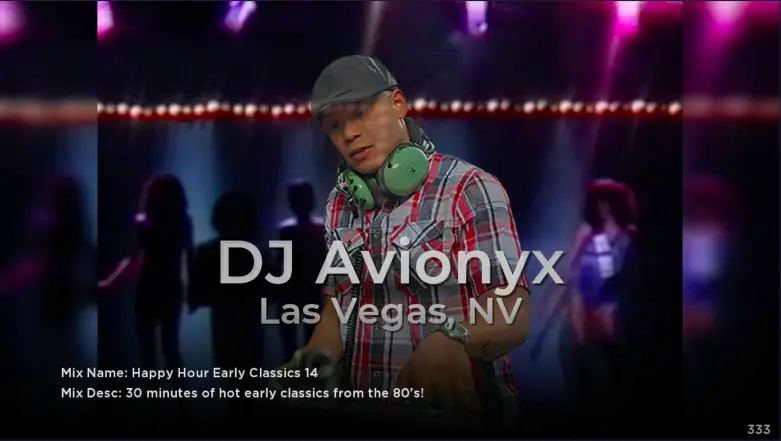 DJ Avionyx
Las Vegas, NV
Mix Name: Happy Hour Early Classics 14
Mix Desc: 30 minutes of hot early classics from the 80's!
333